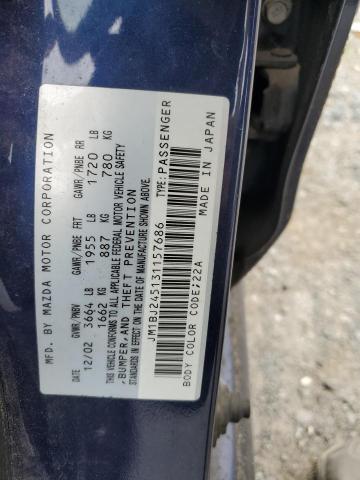 MFD. BY MAZDA MOTOR CORPORATION
DATE GVWR/PNBV GAWR/PNBE FRT GAWR/PNBE RR
12/02 3664 LB 1955 LB 1720 LB
1662 KG 887 KG 780 KG
THIS VEHICLE CONFORMS TO ALL APPLICABLE FEDERAL MOTOR VEHICLE SAFETY
,BUMPER,AND THEFT PREVENTION
STANDARDS IN EFFECT ON THE DATE OF MANUFACTURE SHOWN ABOVE.
JM1BJ245131157686 TYPE:PASSENGER
BODY COLOR CODE;22A MADE IN JAPAN